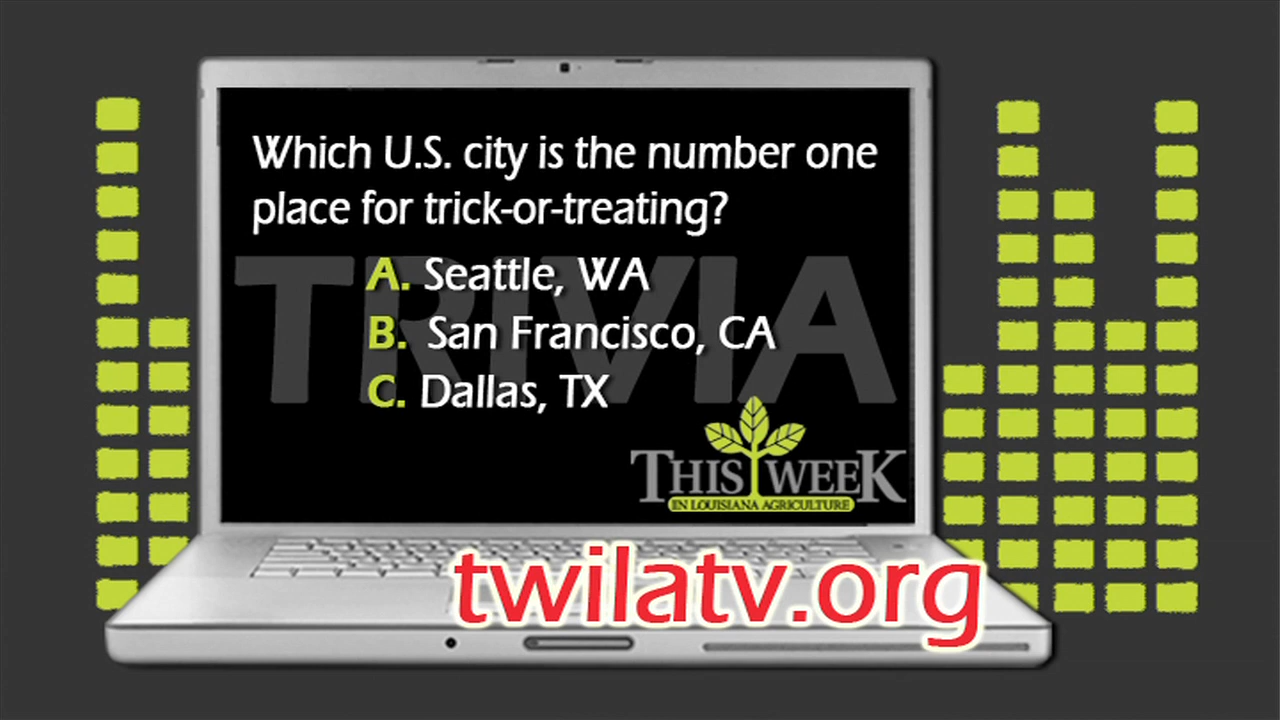 Which U.S. city is the number one
place for trick-or-treating?
TRIVIA
A. Seattle, WA
B. San Francisco, CA
C. Dallas, TX
THIS WEEK
IN LOUISIANA AGRICULTURE
twilatv.org